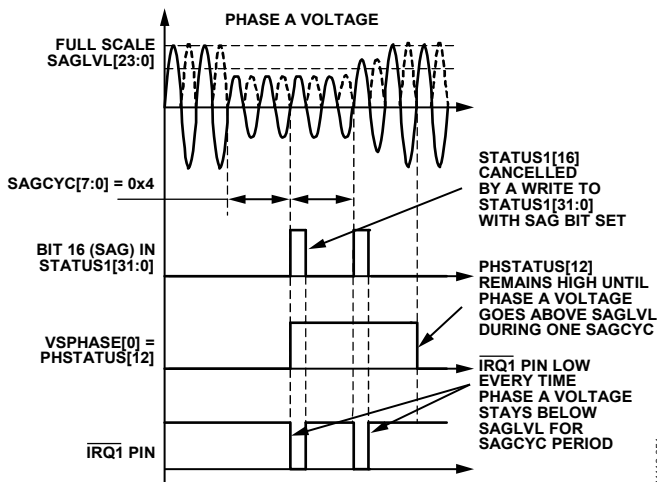 PHASE A VOLTAGE
FULL SCALE
SAGLVL[23:0]
SAGCYC[7:0] = 0x4
STATUS1[16]
CANCELLED
BY A WRITE TO
STATUS1[31:0]
WITH SAG BIT SET
BIT 16 (SAG) IN
STATUS1[31:0]
PHSTATUS[12]
REMAINS HIGH UNTIL
PHASE A VOLTAGE
GOES ABOVE SAGLVL
DURING ONE SAGCYC
VSPHASE[0] =
PHSTATUS[12]
IRQ1 PIN LOW
EVERY TIME
PHASE A VOLTAGE
STAYS BELOW
SAGLVL FOR
SAGCYC PERIOD
IRQ1 PIN